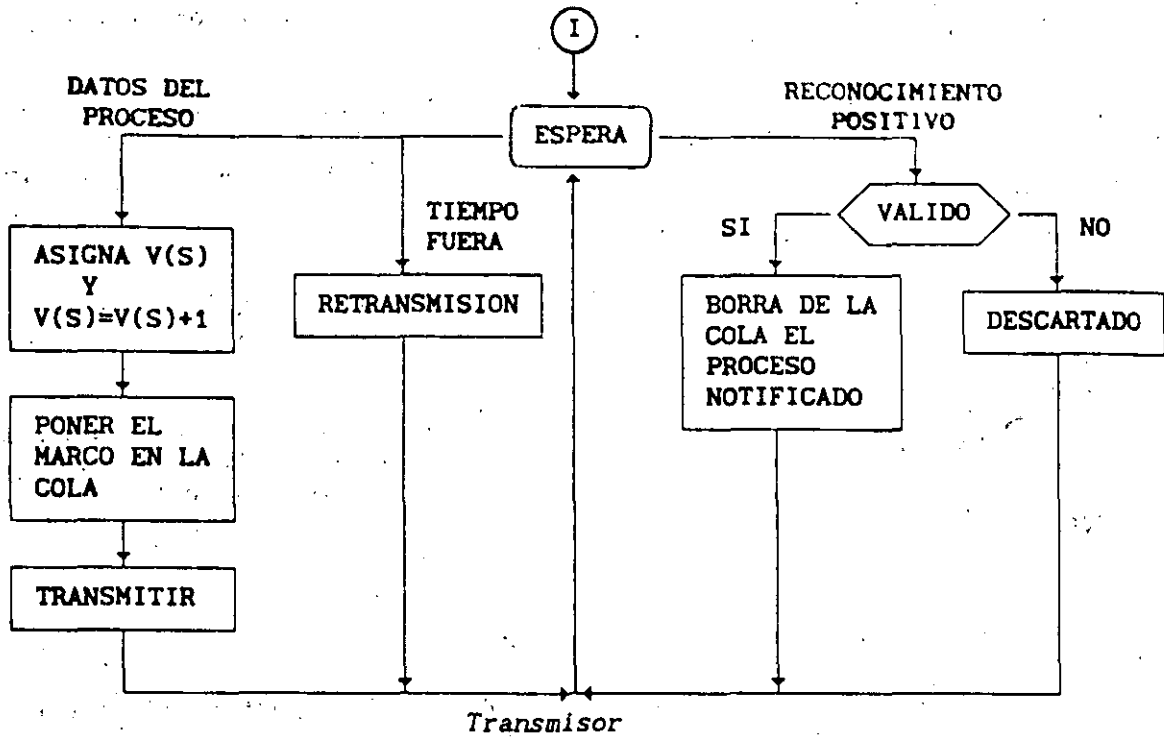 I
DATOS DEL
PROCESO
ESPERA
RECONOCIMIENTO
POSITIVO
TIEMPO
FUERA
VALIDO
SI
NO
ASIGNA V(S)
Y
V(S)=V(S)+1
RETRANSMISION
BORRA DE LA
COLA EL
PROCESO
NOTIFICADO
DESCARTADO
PONER EL
MARCO EN LA
COLA
TRANSMITIR
Transmisor